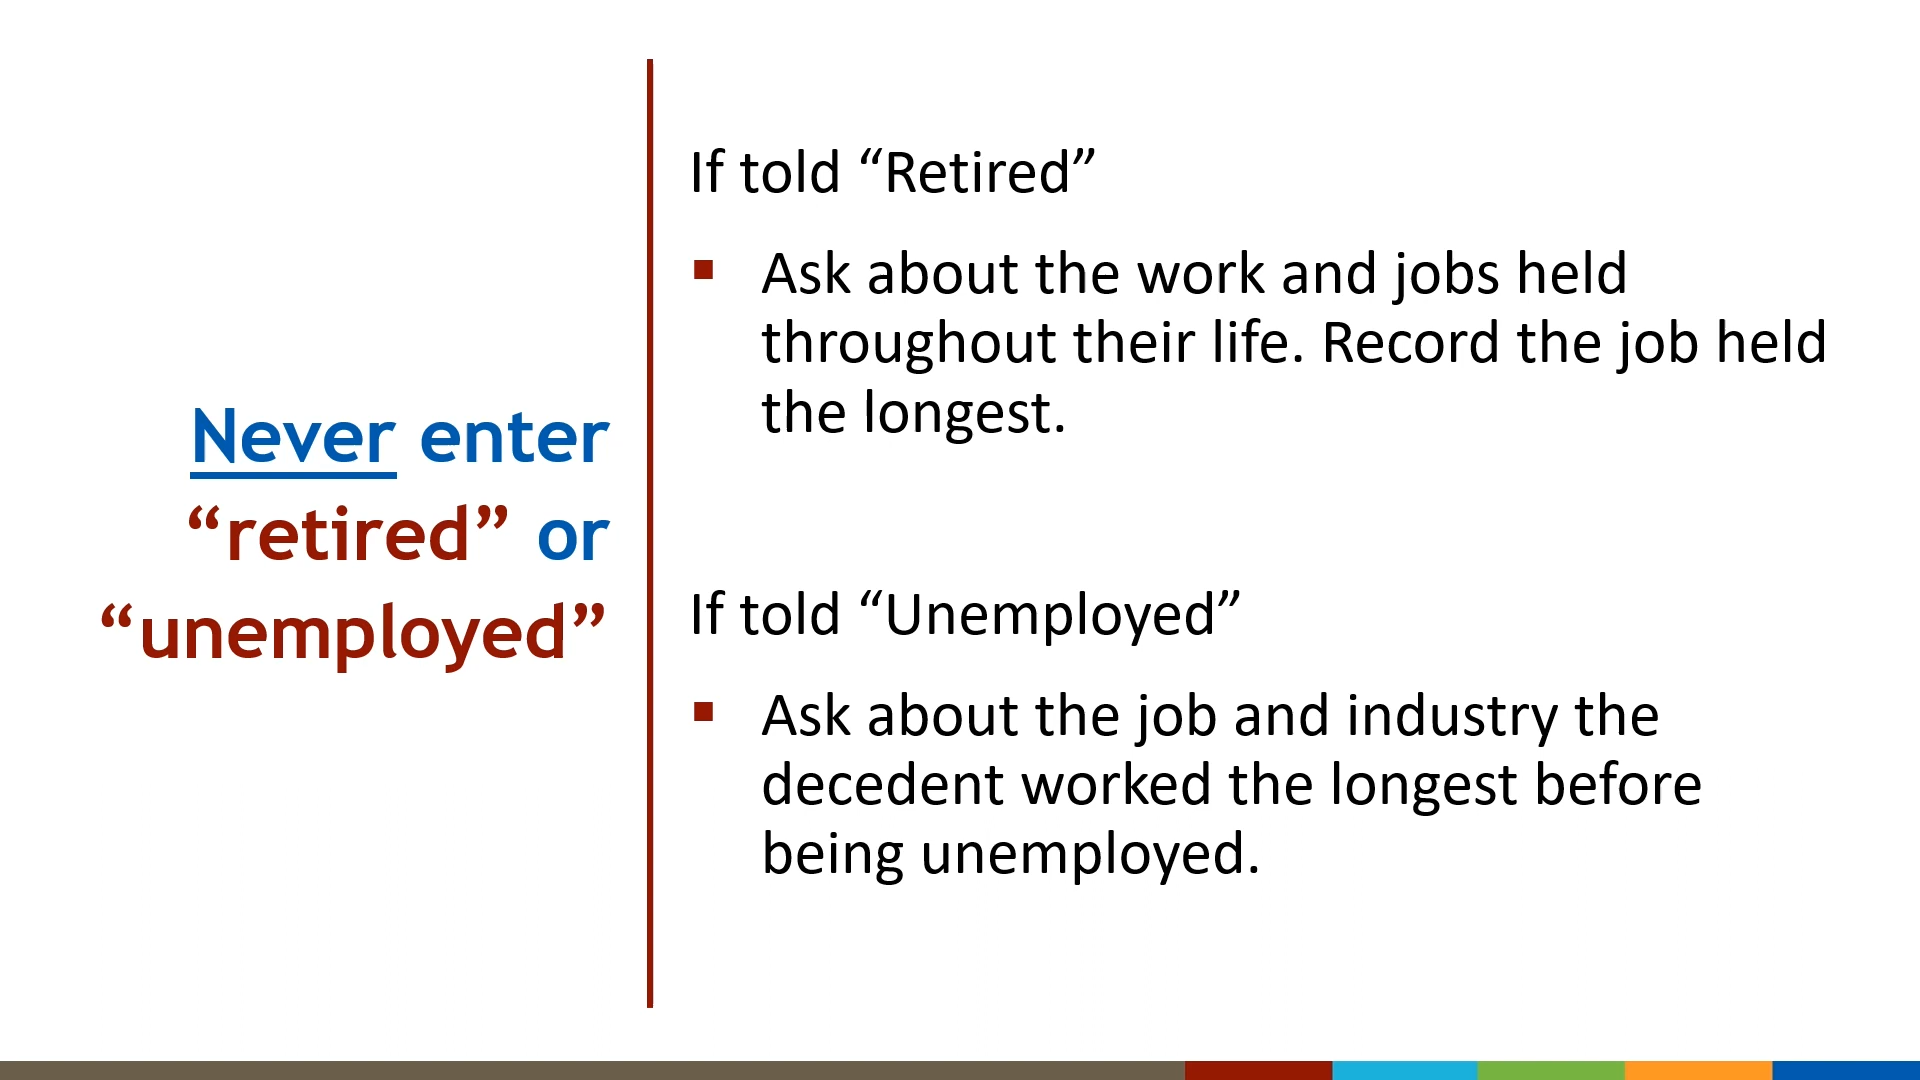 Never enter
“retired” or
“unemployed”
If told “Retired”
▪ Ask about the work and jobs held
throughout their life. Record the job held
the longest.
If told “Unemployed”
▪ Ask about the job and industry the
decedent worked the longest before
being unemployed.